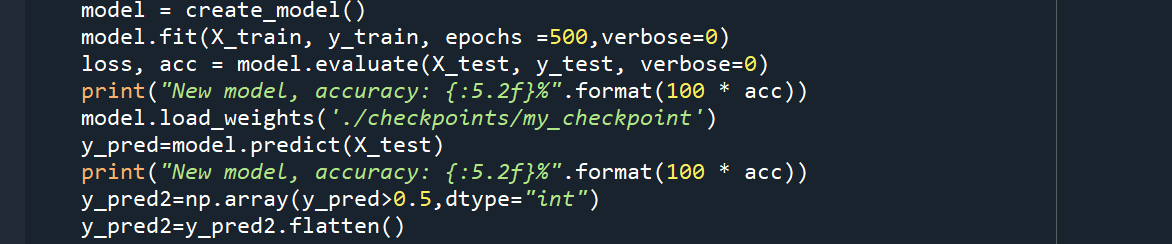 model = create_model()
model.fit(X_train, y_train, epochs =500,verbose=0)
loss, acc = model.evaluate(X_test, y_test, verbose=0)
print("New model, accuracy: {:5.2f}%".format(100 * acc))
model.load_weights('./checkpoints/my_checkpoint')
y_pred=model.predict(X_test)
print("New model, accuracy: {:5.2f}%".format(100 * acc))
y_pred2=np.array(y_pred>0.5,dtype="int")
y_pred2=y_pred2.flatten()